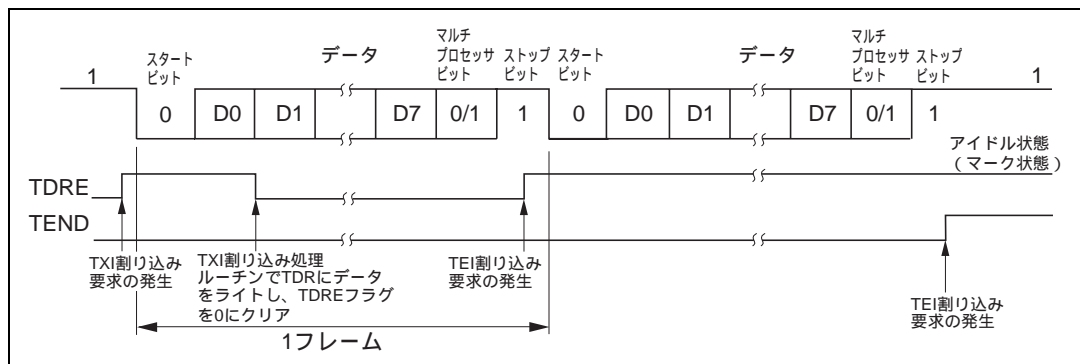 スタート
ビット
データ
マルチ
プロセッサ
ビット
ストップ
ビット
スタート
ビット
データ
マルチ
プロセッサ
ビット
ストップ
ビット
1 0 D0 D1 D7 0/1 1 0 D0 D1 D7 0/1 1 1
アイドル状態
(マーク状態)
TDRE
TEND
TXI割り込み
要求の発生
TXI割り込み処理
ルーチンでTDRにデータ
をライトし、TDREフラグ
を0にクリア
TEI割り込み
要求の発生
TEI割り込み
要求の発生
1フレーム